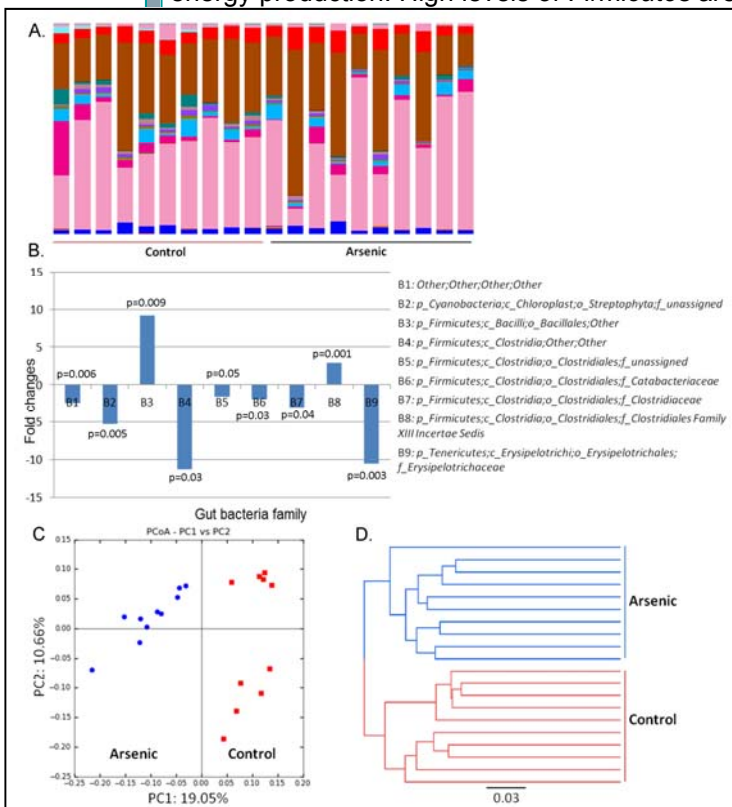 energy production. High levels of Firmicutes are
A.
Control
Arsenic
B.
15
10
5
0
-5
-10
-15
Fold changes
p=0.006
p=0.005
p=0.009
p=0.03
p=0.05
p=0.03
p=0.04
p=0.001
p=0.003
B1
B2
B3
B4
B5
B6
B7
B8
B9
Gut bacteria family
B1: Other;Other;Other;Other
B2: p_Cyanobacteria;c_Chloroplast;o_Streptophyta;f_unassigned
B3: p_Firmicutes;c_Bacilli;o_Bacillales;Other
B4: p_Firmicutes;c_Clostridia;Other;Other
B5: p_Firmicutes;c_Clostridia;o_Clostridiales;f_unassigned
B6: p_Firmicutes;c_Clostridia;o_Clostridiales;f_Catabacteriaceae
B7: p_Firmicutes;c_Clostridia;o_Clostridiales;f_Clostridiaceae
B8: p_Firmicutes;c_Clostridia;o_Clostridiales;f_Clostridiales Family
XIII Incertae Sedis
B9: p_Tenericutes;c_Erysipelotrichi;o_Erysipelotrichales;
f_Erysipelotrichaceae
C
PCoA - PC1 vs PC2
0.15
0.10
0.05
0.00
-0.05
-0.10
-0.15
-0.20
-0.25
PC2: 10.66%
Arsenic
Control
-0.25 -0.20 -0.15 -0.10 -0.05 0.00 0.05 0.10 0.15 0.20
PC1: 19.05%
D.
Arsenic
Control
0.03